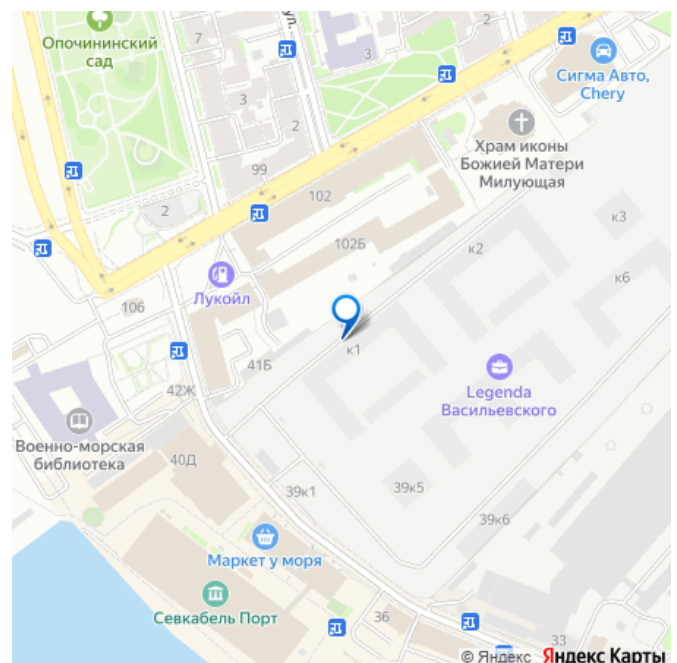 Опочининский
сад
7
ул.
3
3
2
Сигма Авто,
Chery
Храм иконы
Божией Матери
Милующая
99
102
2
102Б
к3
к2
к6
Лукойл
106
41Б
к1
Legenda
Васильевского
42Ж
Военно-морская
библиотека
40Д
39к1
39к5
39к6
Маркет у моря
Севкабель Порт
36
33
© Яндекс Яндекс Карты